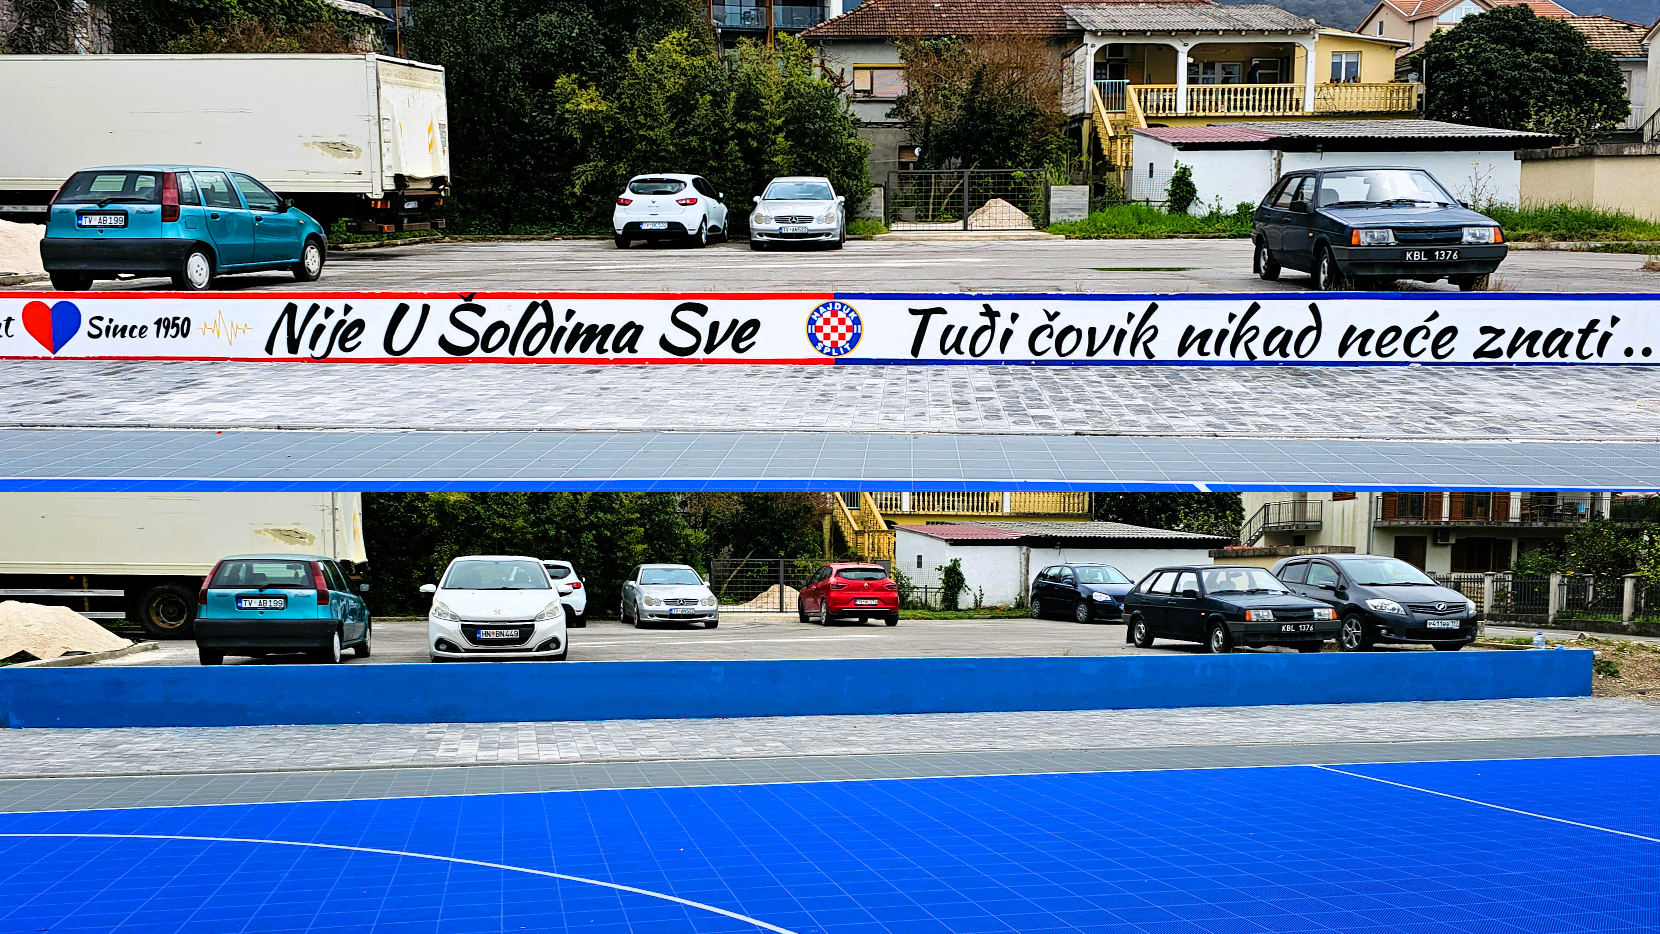 TV AB199
KBL 1376
Since 1950 Nije U Šoldima Sve
HAJDUK
SPLIT
Tuđi čovik nikad neće znati ..
TV AB199
HN BN449
KBL 1376